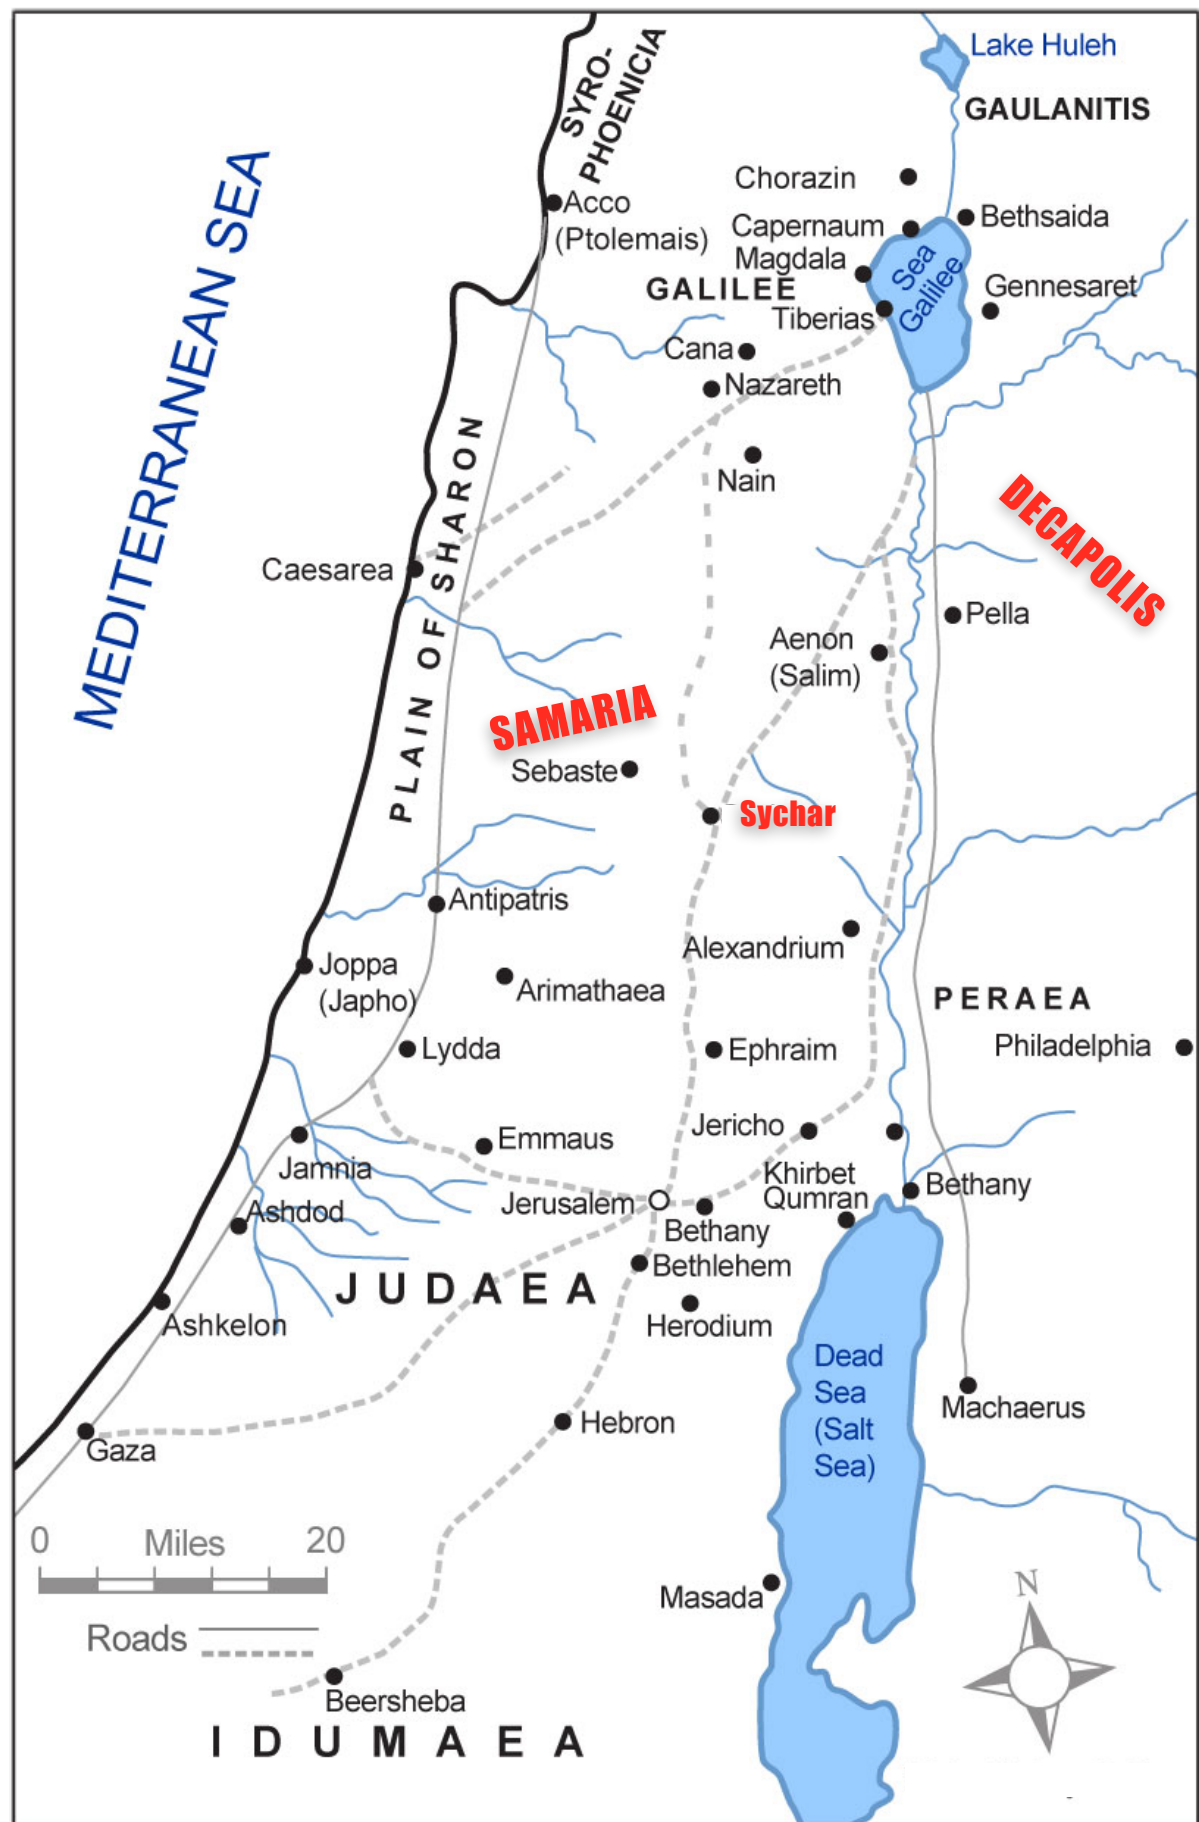 Lake Huleh
SYRO-
PHOENICIA
GAULANITIS
MEDITERRANEAN SEA
Chorazin
Acco
(Ptolemais)
Bethsaida
Capernaum
Magdala
Sea
Galilee
GALILEE
Gennesaret
Tiberias
Cana
Nazareth
Nain
PLAIN OF SHARON
DECAPOLIS
Caesarea
Pella
Aenon
(Salim)
SAMARIA
Sebaste
Sychar
Antipatris
Alexandrium
Joppa
(Japho)
Arimathaea
PERAEA
Lydda
Ephraim
Philadelphia
Jericho
Emmaus
Jamnia
Khirbet
Qumran
Bethany
Jerusalem
Ashdod
Bethany
Bethlehem
JUDAEA
Ashkelon
Herodium
Dead
Sea
(Salt
Sea)
Machaerus
Hebron
Gaza
0 Miles 20
Roads
Masada
N
Beersheba
IDUMAEA